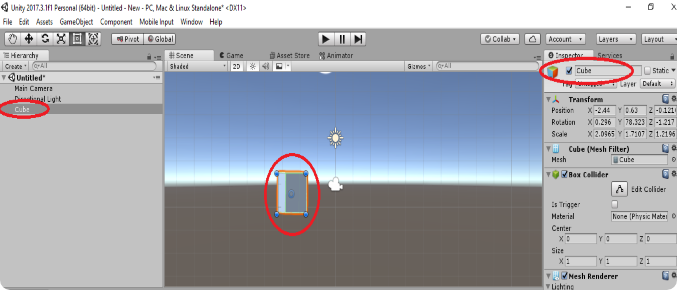 Unity 2017.3.1f1 Personal (64bit) - Untitled - PC, Mac & Linux Standalone* <DX11>
File Edit Assets GameObject Component Mobile Input Window Help
Pivot Global Collab Account Layers Layout
Hierarchy Scene Game Asset Store Animator Inspector Services
Create All Shaded 2D Gizmos All Cube Static
Untitled*
Main Camera Layer Default
Directional Light
Cube
Transform
Position X -2.44 Y 0.63 Z -0.121
Rotation X 0.296 Y 78.323 Z -1.217
Scale X 2.0965 Y 1.7107 Z 1.2196
Cube (Mesh Filter)
Mesh Cube
Box Collider
Edit Collider
Is Trigger
Material None (Physic Mater
Center
X 0 Y 0 Z 0
Size
X 1 Y 1 Z 1
Mesh Renderer
Lighting